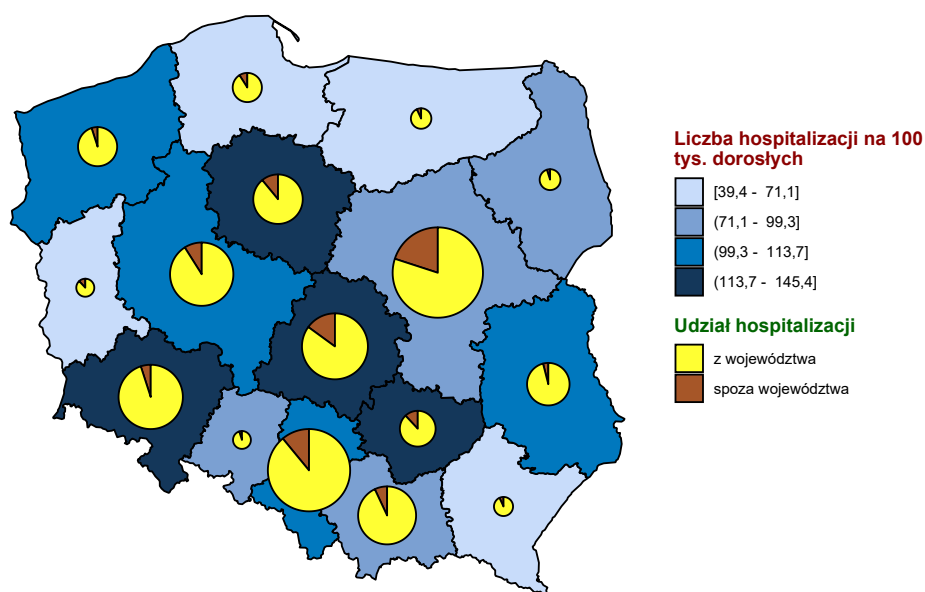 Liczba hospitalizacji na 100
tys. dorosłych
[39,4 - 71,1]
(71,1 - 99,3]
(99,3 - 113,7]
(113,7 - 145,4]
Udział hospitalizacji
z województwa
spoza województwa